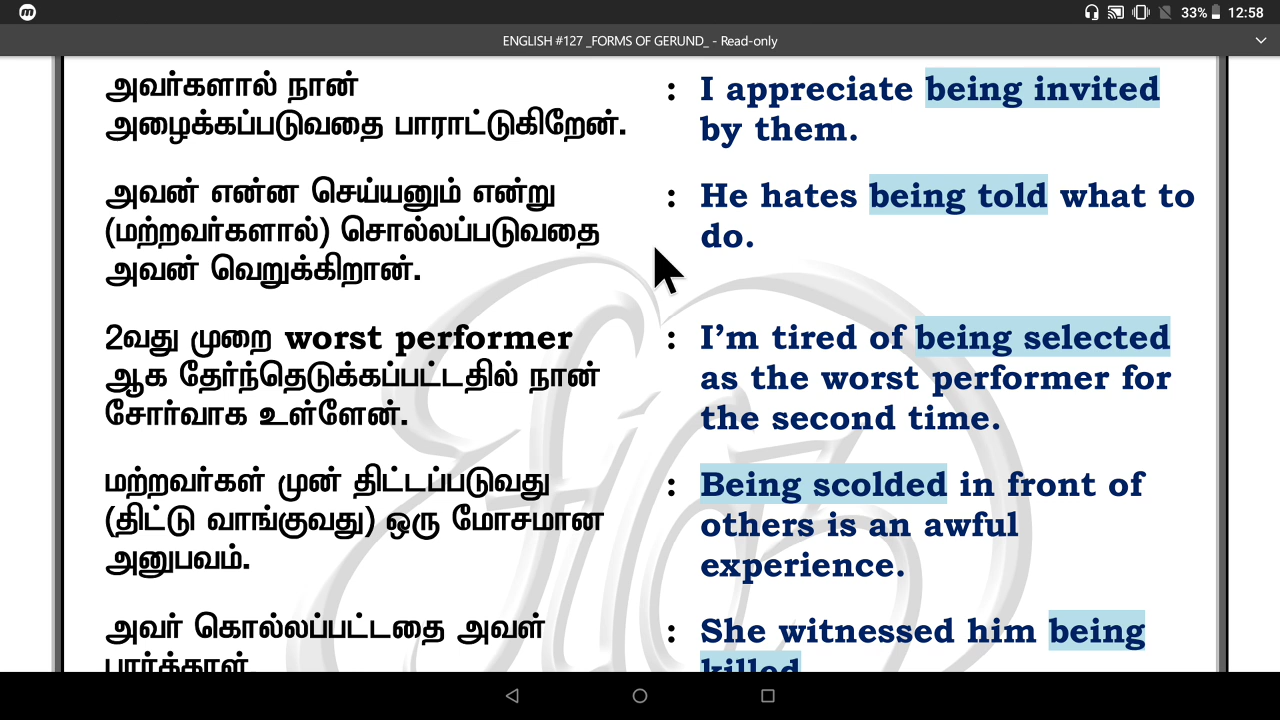 33% 12:58
ENGLISH #127 _FORMS OF GERUND_ - Read-only
அவர்களால் நான் : I appreciate being invited
அழைக்கப்படுவதை பாராட்டுகிறேன். by them.
அவன் என்ன செய்யனும் என்று : He hates being told what to
(மற்றவர்களால்) சொல்லப்படுவதை do.
அவன் வெறுக்கிறான்.
2வது முறை worst performer : I’m tired of being selected
ஆக தேர்ந்தெடுக்கப்பட்டதில் நான் as the worst performer for
சோர்வாக உள்ளேன். the second time.
மற்றவர்கள் முன் திட்டப்படுவது : Being scolded in front of
(திட்டு வாங்குவது) ஒரு மோசமான others is an awful
அனுபவம். experience.
அவர் கொல்லப்பட்டதை அவள் : She witnessed him being
பார்த்தாள். killed